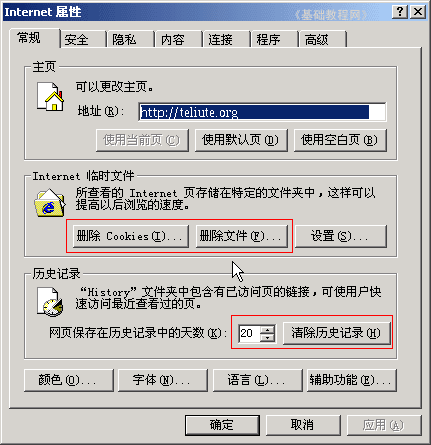 Internet 属性
《基础教程网》
常规 安全 隐私 内容 连接 程序 高级
主页
可以更改主页。
地址(R): http://teliute.org
使用当前页(C) 使用默认页(D) 使用空白页(B)
Internet 临时文件
所查看的 Internet 页存储在特定的文件夹中，这样可以
提高以后浏览的速度。
删除 Cookies(I)... 删除文件(F)... 设置(S)...
历史记录
“History”文件夹中包含有已访问页的链接，可使用户快
速访问最近查看过的页。
网页保存在历史记录中的天数(K): 20 清除历史记录(H)
颜色(O)... 字体(N)... 语言(L)... 辅助功能(E)...
确定 取消 应用(A)